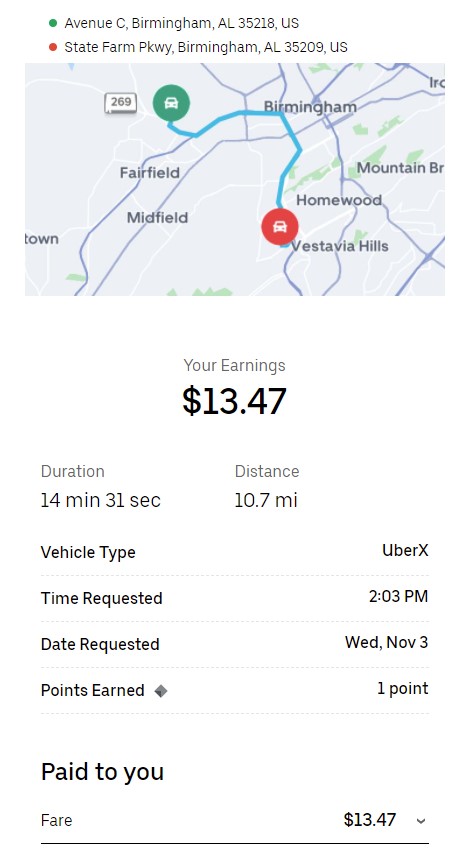 Avenue C, Birmingham, AL 35218, US
State Farm Pkwy, Birmingham, AL 35209, US
269
Birmingham
Fairfield
Mountain Br
Homewood
Midfield
town
Vestavia Hills
Your Earnings
$13.47
Duration
Distance
14 min 31 sec
10.7 mi
Vehicle Type
UberX
Time Requested
2:03 PM
Date Requested
Wed, Nov 3
Points Earned
1 point
Paid to you
Fare
$13.47